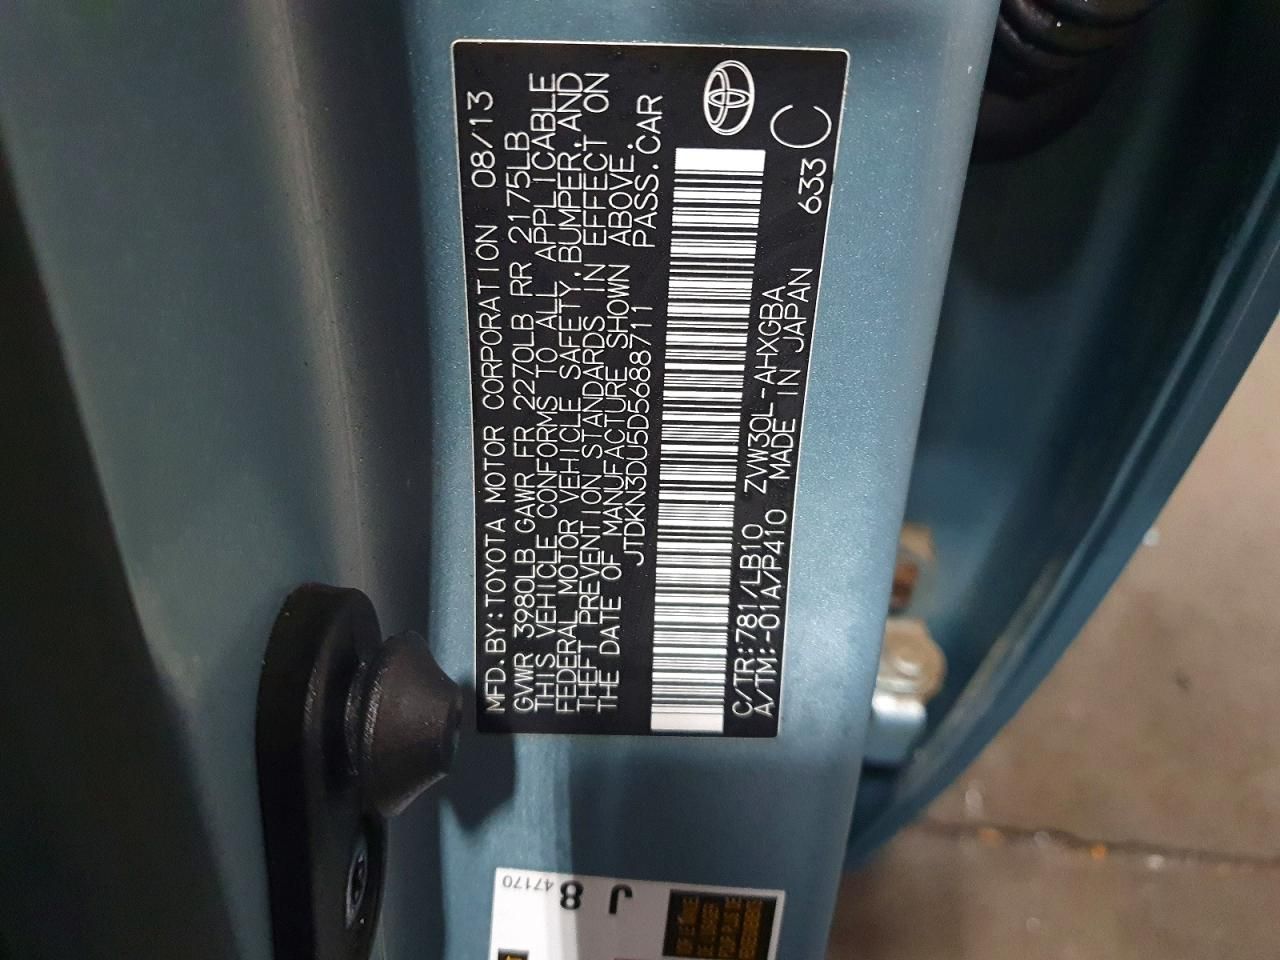 MFD.BY:TOYOTA MOTOR CORPORATION 08/13
GVWR 3980LB GAWR FR 2270LB RR 2175LB
THIS VEHICLE CONFORMS TO ALL APPLICABLE
FEDERAL MOTOR VEHICLE SAFETY,BUMPER,AND
THEFT PREVENTION STANDARDS IN EFFECT ON
THE DATE OF MANUFACTURE SHOWN ABOVE.
JTDKN3DU5D5688711 PASS.CAR
C/TR:781/LB10 ZVW30L-AHXGBA 633 C
A/TM:-01A/P410 MADE IN JAPAN
J 8
47170